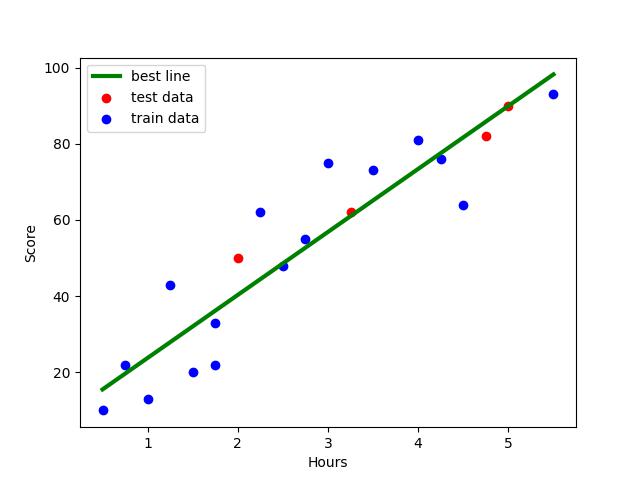 best line
test data
train data
100
80
60
40
20
Score
1 2 3 4 5
Hours